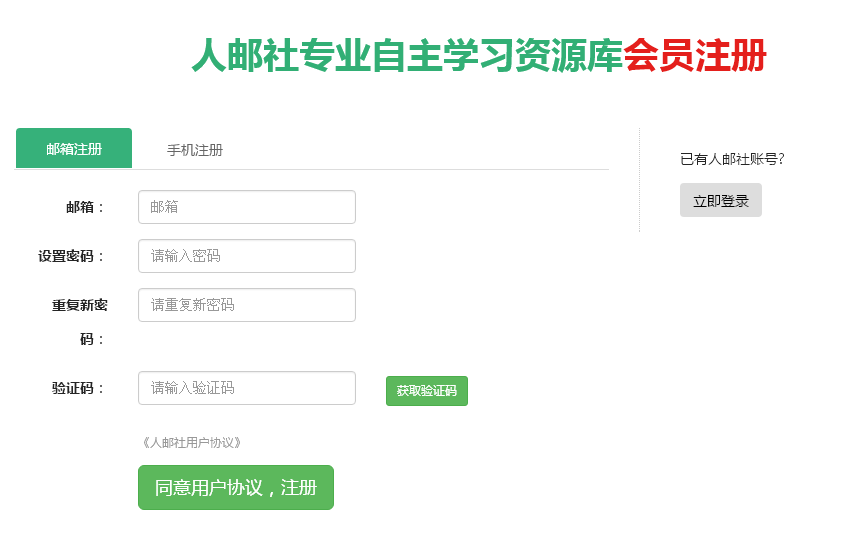 人邮社专业自主学习资源库会员注册
邮箱注册
手机注册
邮箱：
邮箱
设置密码：
请输入密码
重复新密
码：
请重复新密码
验证码：
请输入验证码
获取验证码
《人邮社用户协议》
同意用户协议，注册
已有人邮社账号?
立即登录